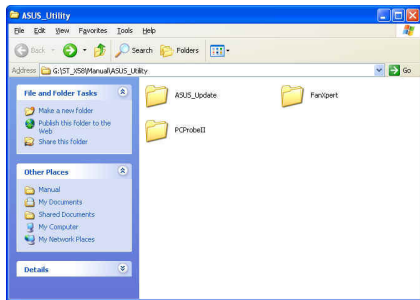 ASUS_Utility
File Edit View Favorites Tools Help
Back Search Folders
Address G:\ST_X58\Manual\ASUS_Utility Go
File and Folder Tasks
Make a new folder
Publish this folder to the Web
Share this folder
Other Places
Manual
My Documents
Shared Documents
My Computer
My Network Places
Details
ASUS_Update
FanXpert
PCProbeII